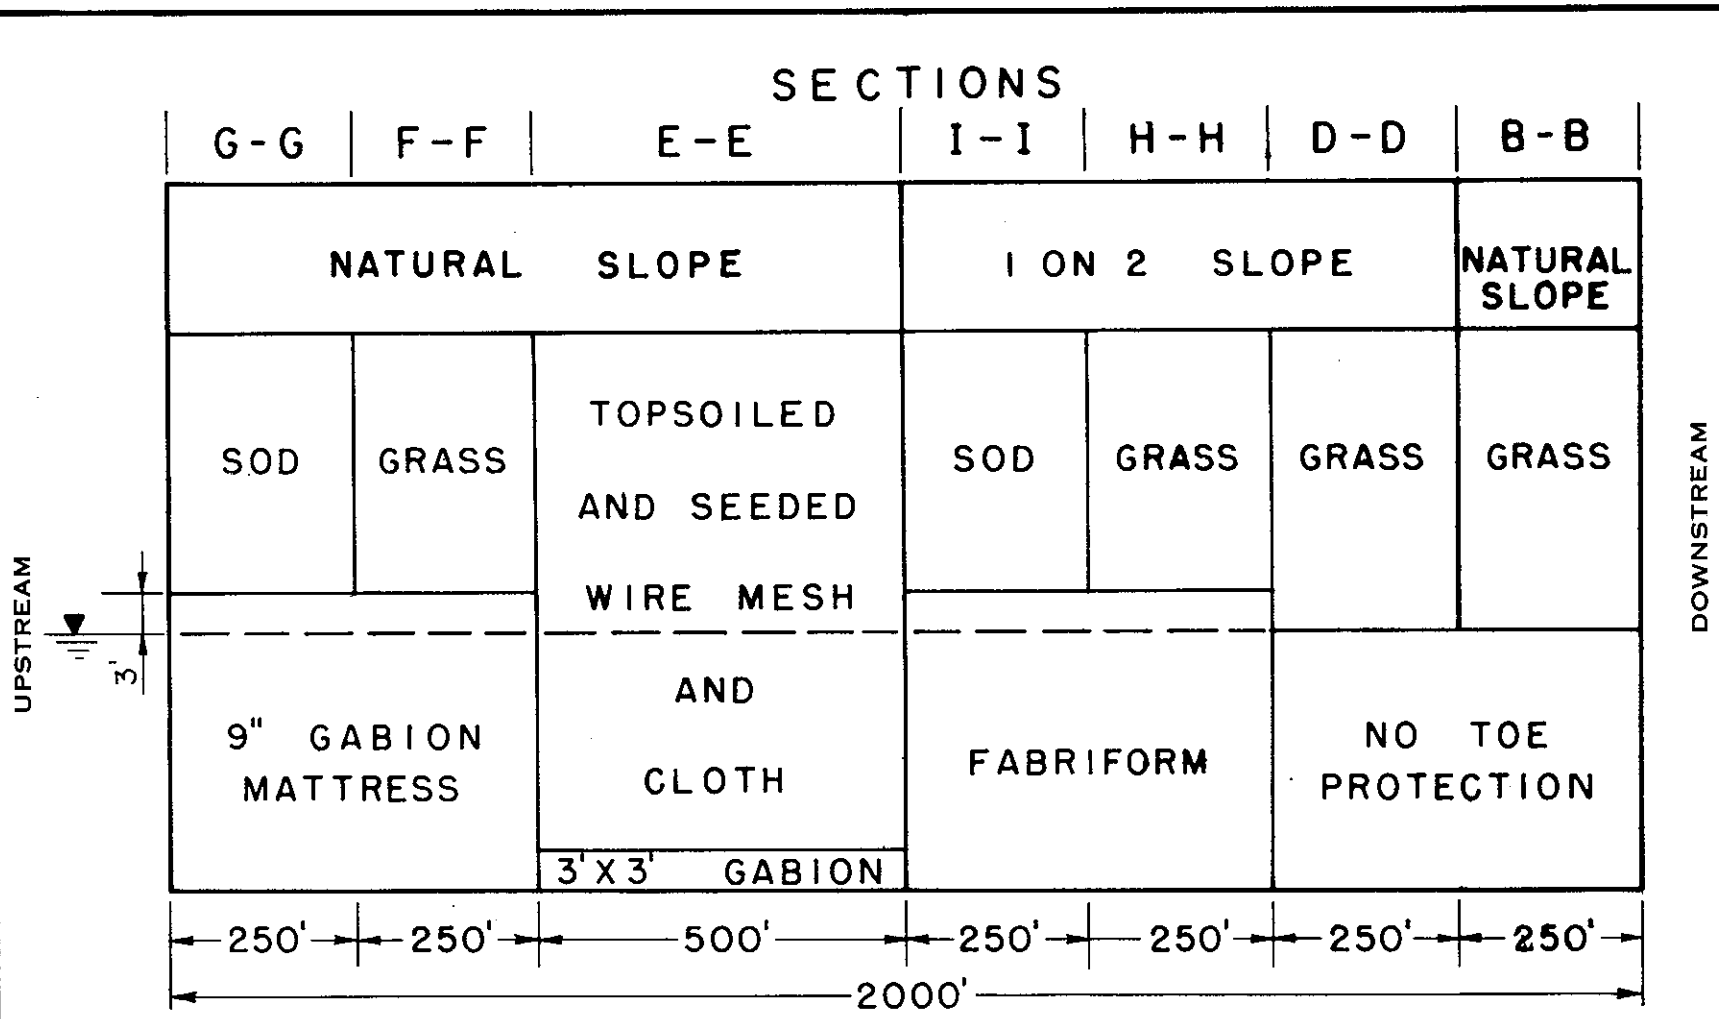 SECTIONS
G-G F-F E-E I-I H-H D-D B-B
NATURAL SLOPE
1 ON 2 SLOPE
NATURAL
SLOPE
SOD
GRASS
TOPSOILED
AND SEEDED
WIRE MESH
AND
CLOTH
SOD
GRASS
GRASS
GRASS
UPSTREAM
3'
DOWNSTREAM
9" GABION
MATTRESS
3'X3' GABION
FABRIFORM
NO TOE
PROTECTION
250' 250' 500' 250' 250' 250' 250'
2000'